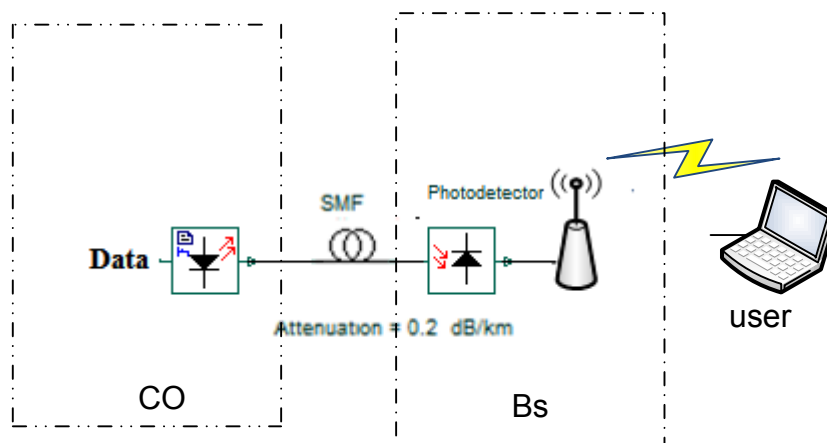 Photodetector
SMF
Data
Attenuation = 0.2 dB/km
user
CO
Bs